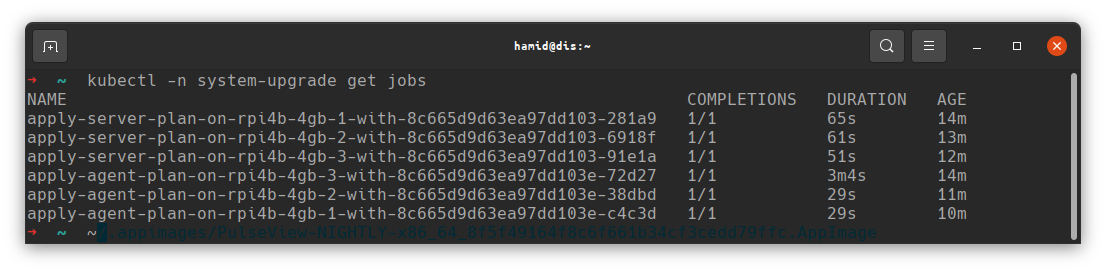 hamid@dis:~
→ ~ kubectl -n system-upgrade get jobs
NAME COMPLETIONS DURATION AGE
apply-server-plan-on-rpi4b-4gb-1-with-8c665d9d63ea97dd103-281a9 1/1 65s 14m
apply-server-plan-on-rpi4b-4gb-2-with-8c665d9d63ea97dd103-6918f 1/1 61s 13m
apply-server-plan-on-rpi4b-4gb-3-with-8c665d9d63ea97dd103-91e1a 1/1 51s 12m
apply-agent-plan-on-rpi4b-4gb-3-with-8c665d9d63ea97dd103e-72d27 1/1 3m4s 14m
apply-agent-plan-on-rpi4b-4gb-2-with-8c665d9d63ea97dd103e-38dbd 1/1 29s 11m
apply-agent-plan-on-rpi4b-4gb-1-with-8c665d9d63ea97dd103e-c4c3d 1/1 29s 10m
→ ~ ~/.appimages/PulseView-NIGHTLY-x86_64_8f5f49164f8c6f661b34cf3cedd79ffc.AppImage